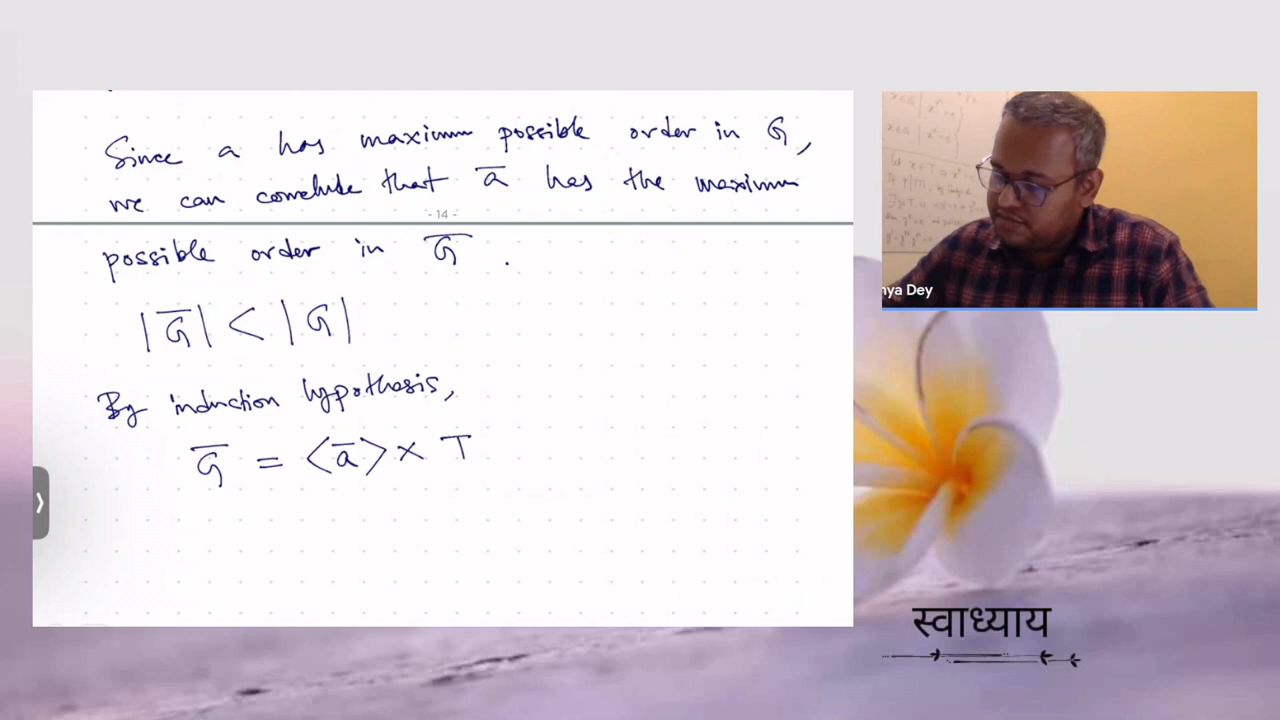 Since a has maximum possible order in G,
we can conclude that a̅ has the maximum
- 14 -
possible order in G̅ .
|G̅| < |G|
By induction hypothesis,
G̅ = <a̅> × T
nya Dey
स्वाध्याय